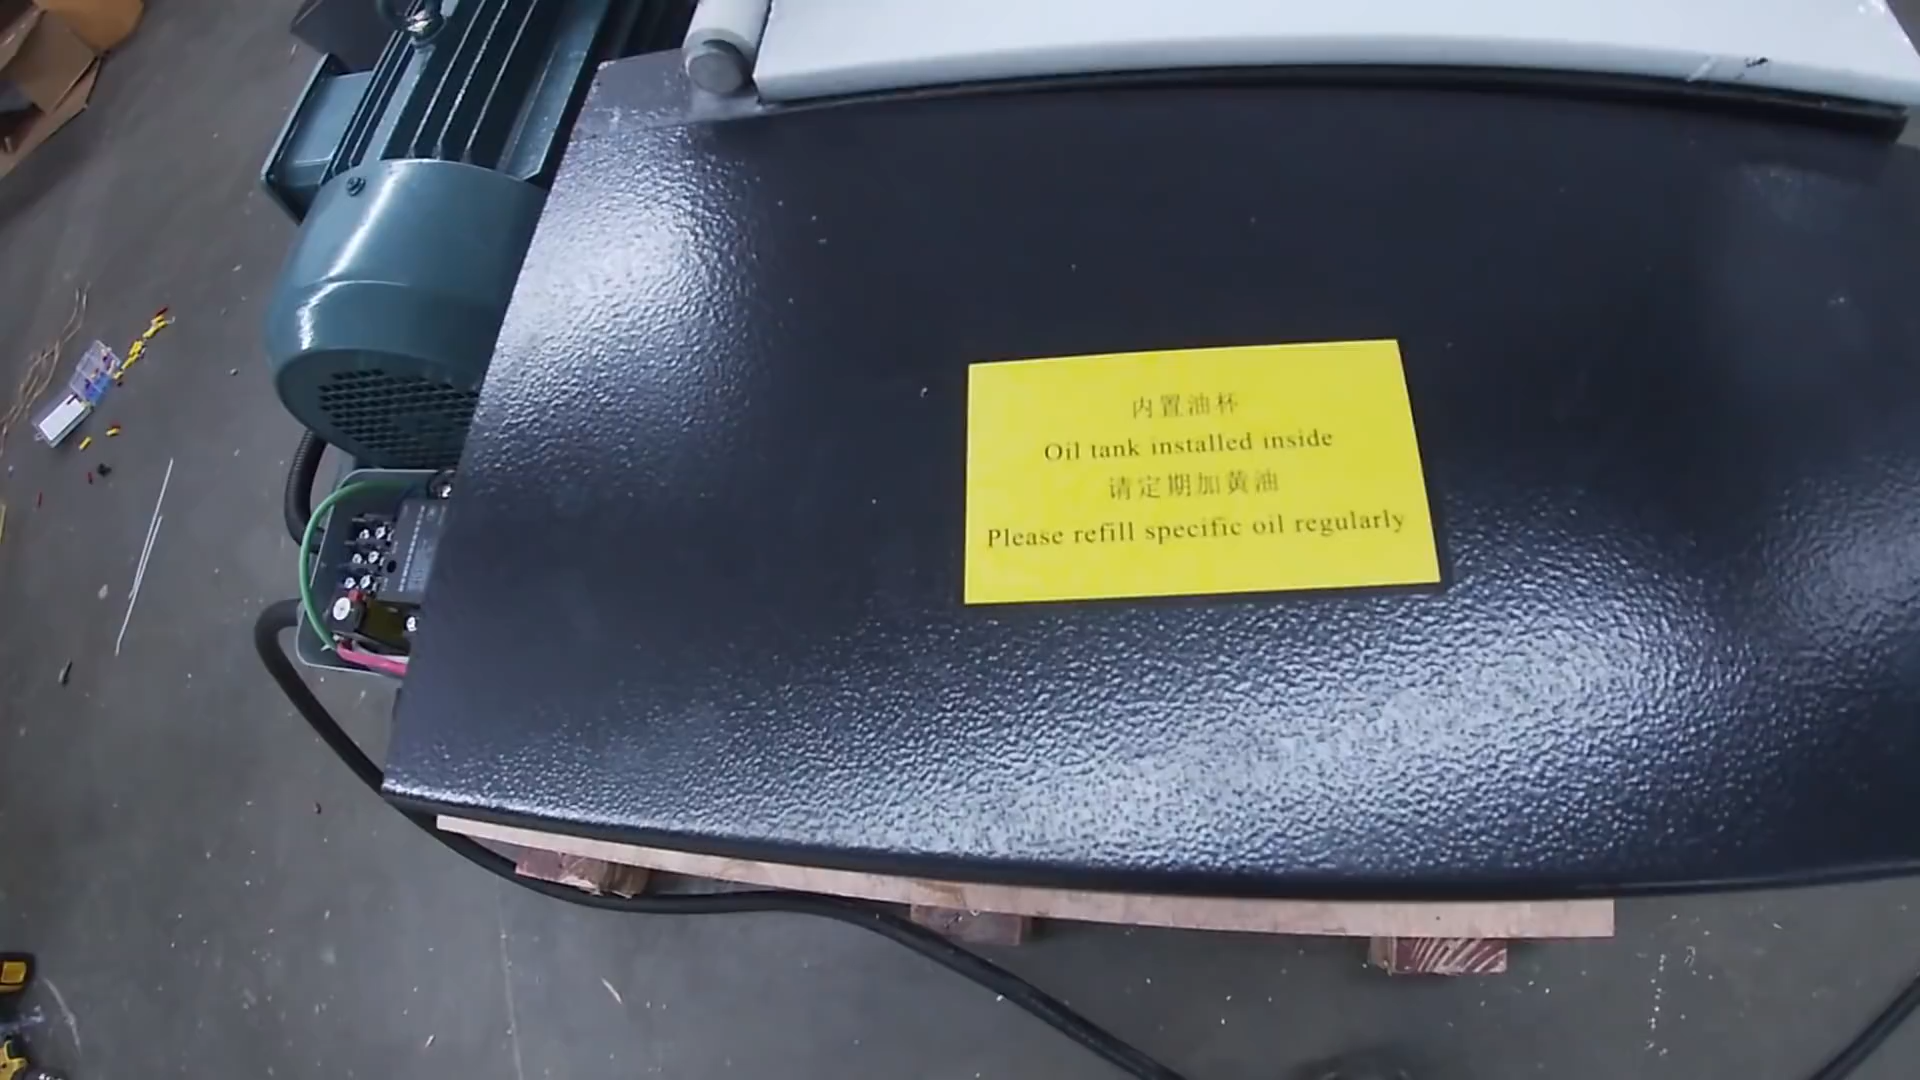 内置油杯
Oil tank installed inside
请定期加黄油
Please refill specific oil regularly